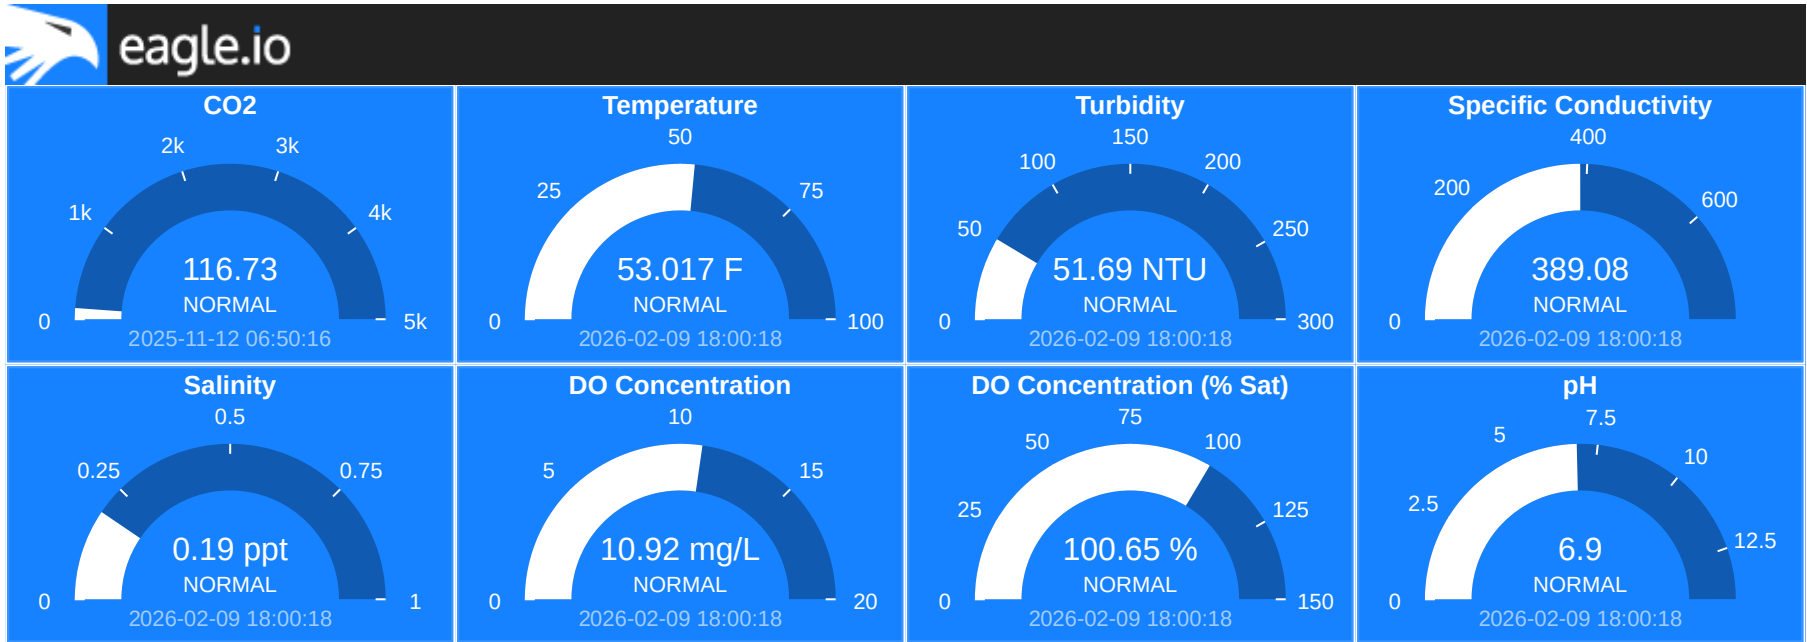 eagle.io
CO2
0
1k
2k
3k
4k
5k
116.73
NORMAL
2025-11-12 06:50:16
Temperature
0
25
50
75
100
53.017 F
NORMAL
2026-02-09 18:00:18
Turbidity
0
50
100
150
200
250
300
51.69 NTU
NORMAL
2026-02-09 18:00:18
Specific Conductivity
0
200
400
600
389.08
NORMAL
2026-02-09 18:00:18
Salinity
0
0.25
0.5
0.75
1
0.19 ppt
NORMAL
2026-02-09 18:00:18
DO Concentration
0
5
10
15
20
10.92 mg/L
NORMAL
2026-02-09 18:00:18
DO Concentration (% Sat)
0
25
50
75
100
125
150
100.65 %
NORMAL
2026-02-09 18:00:18
pH
0
2.5
5
7.5
10
12.5
6.9
NORMAL
2026-02-09 18:00:18